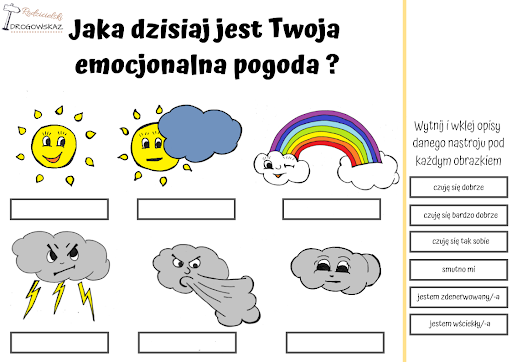 Rodzicielski
DROGOWSKAZ
Jaka dzisiaj jest Twoja
emocjonalna pogoda ?
Wytnij i wklej opisy
danego nastroju pod
każdym obrazkiem
czuję się dobrze
czuję się bardzo dobrze
czuję się tak sobie
smutno mi
jestem zdenerwowany/-a
jestem wściekły/-a